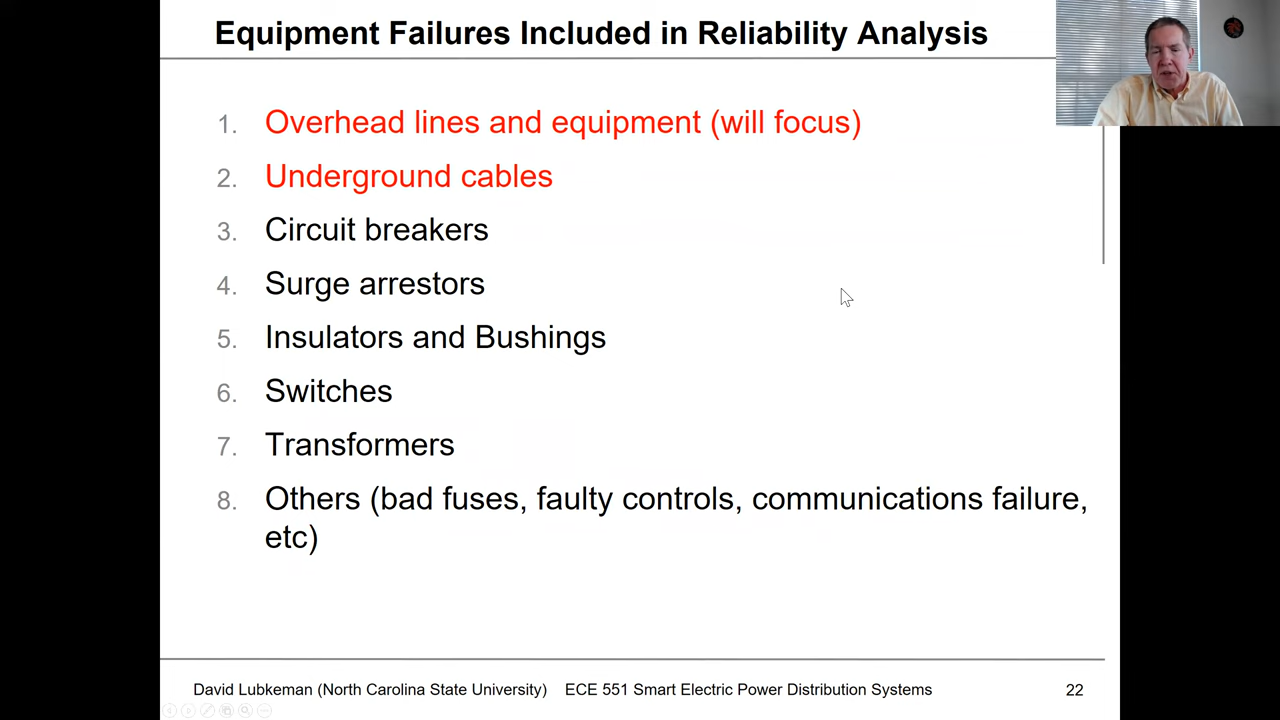 Equipment Failures Included in Reliability Analysis
1. Overhead lines and equipment (will focus)
2. Underground cables
3. Circuit breakers
4. Surge arrestors
5. Insulators and Bushings
6. Switches
7. Transformers
8. Others (bad fuses, faulty controls, communications failure,
etc)
David Lubkeman (North Carolina State University) ECE 551 Smart Electric Power Distribution Systems 22